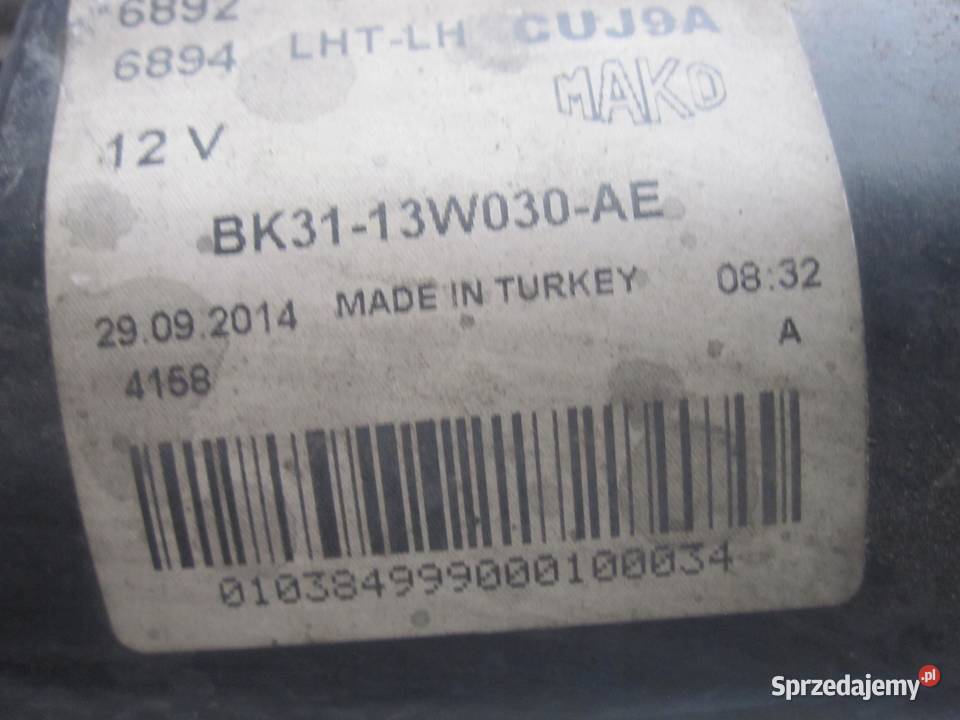 6892
6894 LHT-LH CUJ9A
MAKO
12 V
BK31-13W030-AE
29.09.2014 MADE IN TURKEY 08:32
4168 A
010384999000100034
Sprzedajemy.pl